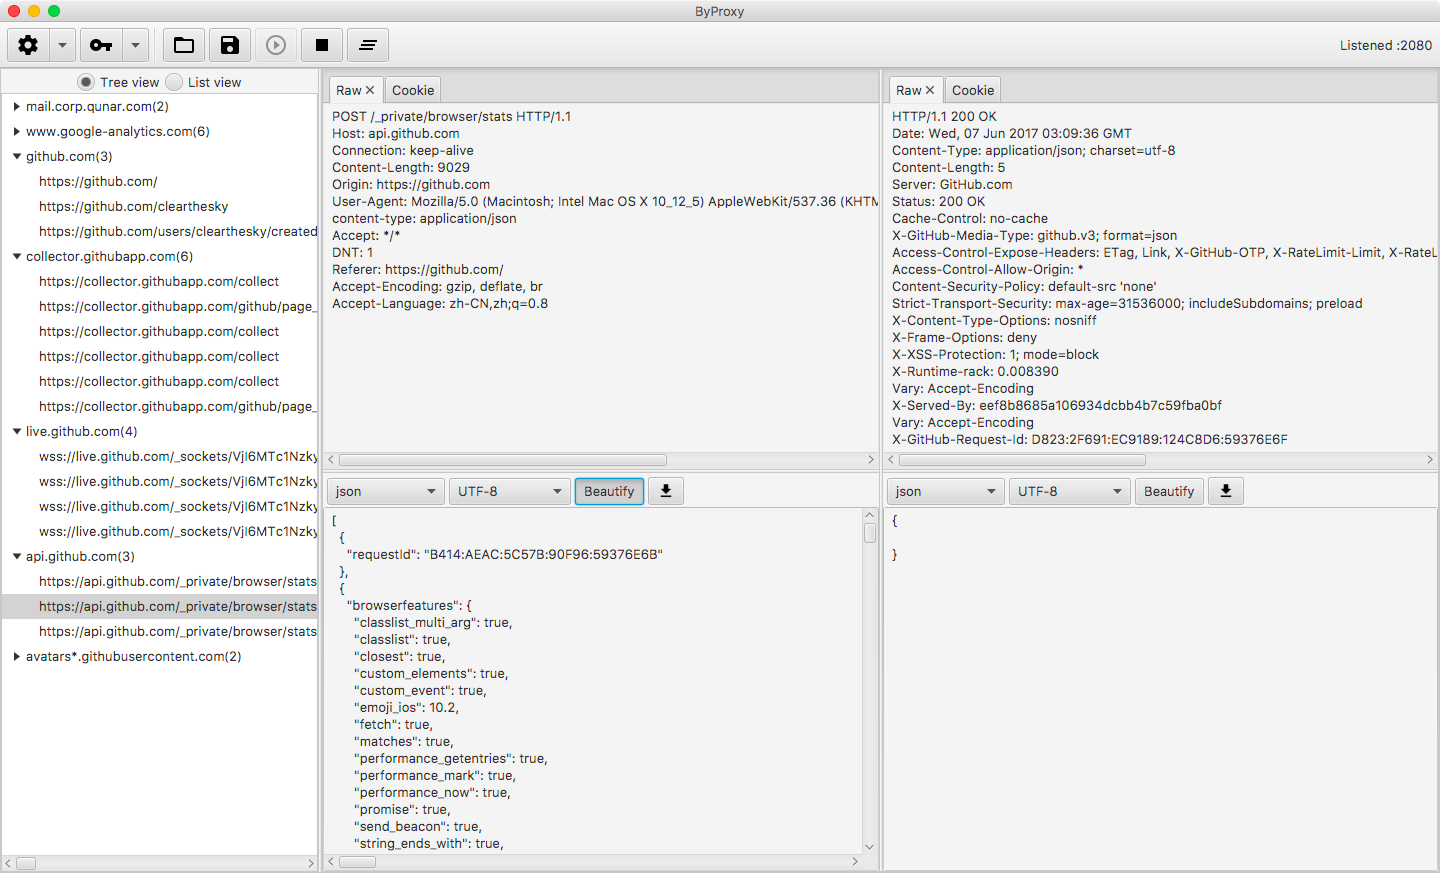 ByProxy
Listened :2080
Tree view
List view
mail.corp.qunar.com(2)
www.google-analytics.com(6)
github.com(3)
https://github.com/
https://github.com/clearthesky
https://github.com/users/clearthesky/created
collector.githubapp.com(6)
https://collector.githubapp.com/collect
https://collector.githubapp.com/github/page_
https://collector.githubapp.com/collect
https://collector.githubapp.com/collect
https://collector.githubapp.com/collect
https://collector.githubapp.com/github/page_
live.github.com(4)
wss://live.github.com/_sockets/VjI6MTc1Nzky
wss://live.github.com/_sockets/VjI6MTc1Nzky
wss://live.github.com/_sockets/VjI6MTc1Nzky
wss://live.github.com/_sockets/VjI6MTc1Nzky
api.github.com(3)
https://api.github.com/_private/browser/stats
https://api.github.com/_private/browser/stats
https://api.github.com/_private/browser/stats
avatars*.githubusercontent.com(2)
Raw
Cookie
POST /_private/browser/stats HTTP/1.1
Host: api.github.com
Connection: keep-alive
Content-Length: 9029
Origin: https://github.com
User-Agent: Mozilla/5.0 (Macintosh; Intel Mac OS X 10_12_5) AppleWebKit/537.36 (KHTM
content-type: application/json
Accept: */*
DNT: 1
Referer: https://github.com/
Accept-Encoding: gzip, deflate, br
Accept-Language: zh-CN,zh;q=0.8
json
UTF-8
Beautify
[
{
"requestId": "B414:AEAC:5C57B:90F96:59376E6B"
},
{
"browserfeatures": {
"classlist_multi_arg": true,
"classlist": true,
"closest": true,
"custom_elements": true,
"custom_event": true,
"emoji_ios": 10.2,
"fetch": true,
"matches": true,
"performance_getentries": true,
"performance_mark": true,
"performance_now": true,
"promise": true,
"send_beacon": true,
"string_ends_with": true,
Raw
Cookie
HTTP/1.1 200 OK
Date: Wed, 07 Jun 2017 03:09:36 GMT
Content-Type: application/json; charset=utf-8
Content-Length: 5
Server: GitHub.com
Status: 200 OK
Cache-Control: no-cache
X-GitHub-Media-Type: github.v3; format=json
Access-Control-Expose-Headers: ETag, Link, X-GitHub-OTP, X-RateLimit-Limit, X-RateL
Access-Control-Allow-Origin: *
Content-Security-Policy: default-src 'none'
Strict-Transport-Security: max-age=31536000; includeSubdomains; preload
X-Content-Type-Options: nosniff
X-Frame-Options: deny
X-XSS-Protection: 1; mode=block
X-Runtime-rack: 0.008390
Vary: Accept-Encoding
X-Served-By: eef8b8685a106934dcbb4b7c59fba0bf
Vary: Accept-Encoding
X-GitHub-Request-Id: D823:2F691:EC9189:124C8D6:59376E6F
json
UTF-8
Beautify
{
}